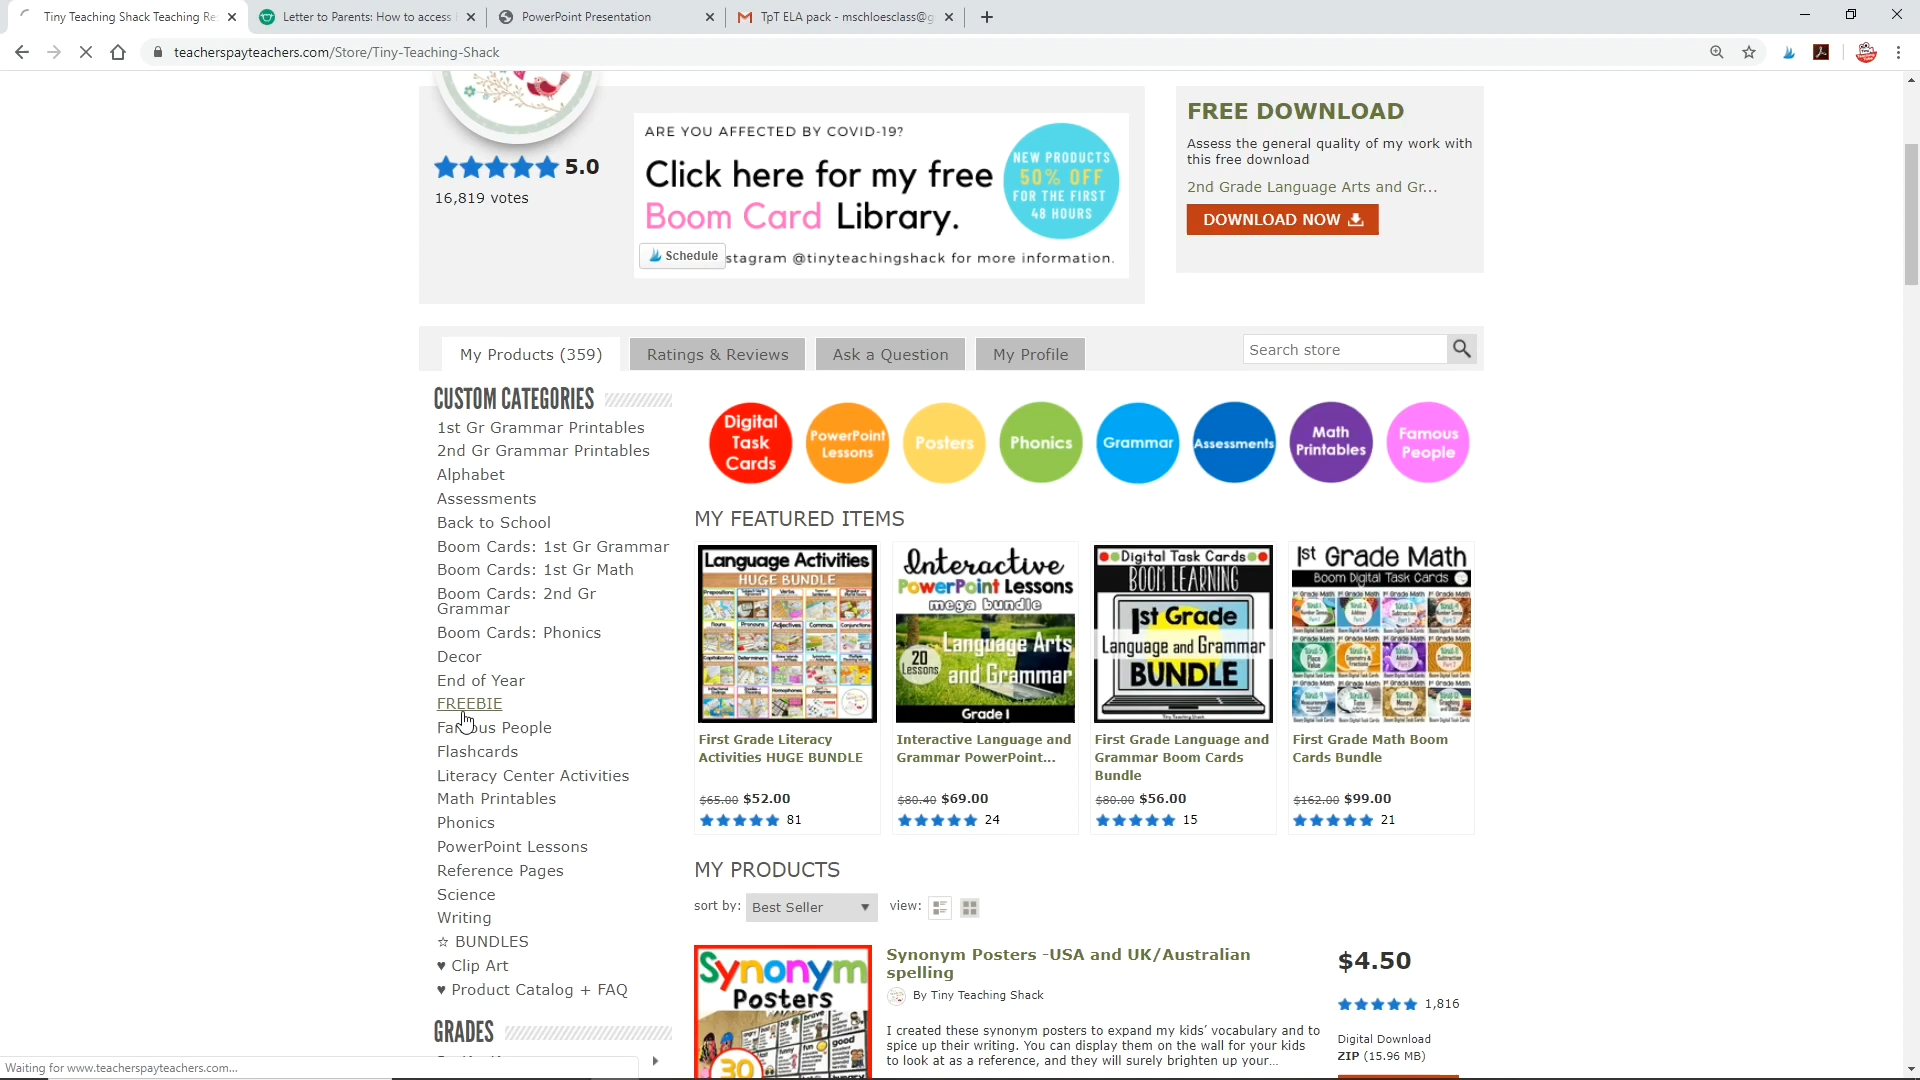 Tiny Teaching Shack Teaching Re
Letter to Parents: How to access
PowerPoint Presentation
TpT ELA pack - mschloesclass@g
teacherspayteachers.com/Store/Tiny-Teaching-Shack
5.0
16,819 votes
ARE YOU AFFECTED BY COVID-19?
Click here for my free
Boom Card Library.
NEW PRODUCTS
50% OFF
FOR THE FIRST
48 HOURS
Schedule
stagram @tinyteachingshack for more information.
FREE DOWNLOAD
Assess the general quality of my work with
this free download
2nd Grade Language Arts and Gr...
DOWNLOAD NOW
My Products (359)
Ratings & Reviews
Ask a Question
My Profile
Search store
CUSTOM CATEGORIES
1st Gr Grammar Printables
2nd Gr Grammar Printables
Alphabet
Assessments
Back to School
Boom Cards: 1st Gr Grammar
Boom Cards: 1st Gr Math
Boom Cards: 2nd Gr
Grammar
Boom Cards: Phonics
Decor
End of Year
FREEBIE
Famous People
Flashcards
Literacy Center Activities
Math Printables
Phonics
PowerPoint Lessons
Reference Pages
Science
Writing
☆ BUNDLES
♥ Clip Art
♥ Product Catalog + FAQ
GRADES
Digital
Task
Cards
PowerPoint
Lessons
Posters
Phonics
Grammar
Assessments
Math
Printables
Famous
People
MY FEATURED ITEMS
Language Activities
HUGE BUNDLE
Interactive
PowerPoint Lessons
mega bundle
20
Lessons
Language Arts
and
Grammar
Grade 1
Digital Task Cards
BOOM LEARNING
1st Grade
Language and Grammar
BUNDLE
Tiny Teaching Shack
1st Grade Math
Boom Digital Task Cards
First Grade Literacy
Activities HUGE BUNDLE
$65.00 $52.00
81
Interactive Language and
Grammar PowerPoint...
$80.40 $69.00
24
First Grade Language and
Grammar Boom Cards
Bundle
$80.00 $56.00
15
First Grade Math Boom
Cards Bundle
$162.00 $99.00
21
MY PRODUCTS
sort by:
Best Seller
view:
Synonym
Posters
30
Synonym Posters -USA and UK/Australian
spelling
By Tiny Teaching Shack
I created these synonym posters to expand my kids' vocabulary and to
spice up their writing. You can display them on the wall for your kids
to look at as a reference, and they will surely brighten up your...
$4.50
1,816
Digital Download
ZIP (15.96 MB)
Waiting for www.teacherspayteachers.com...